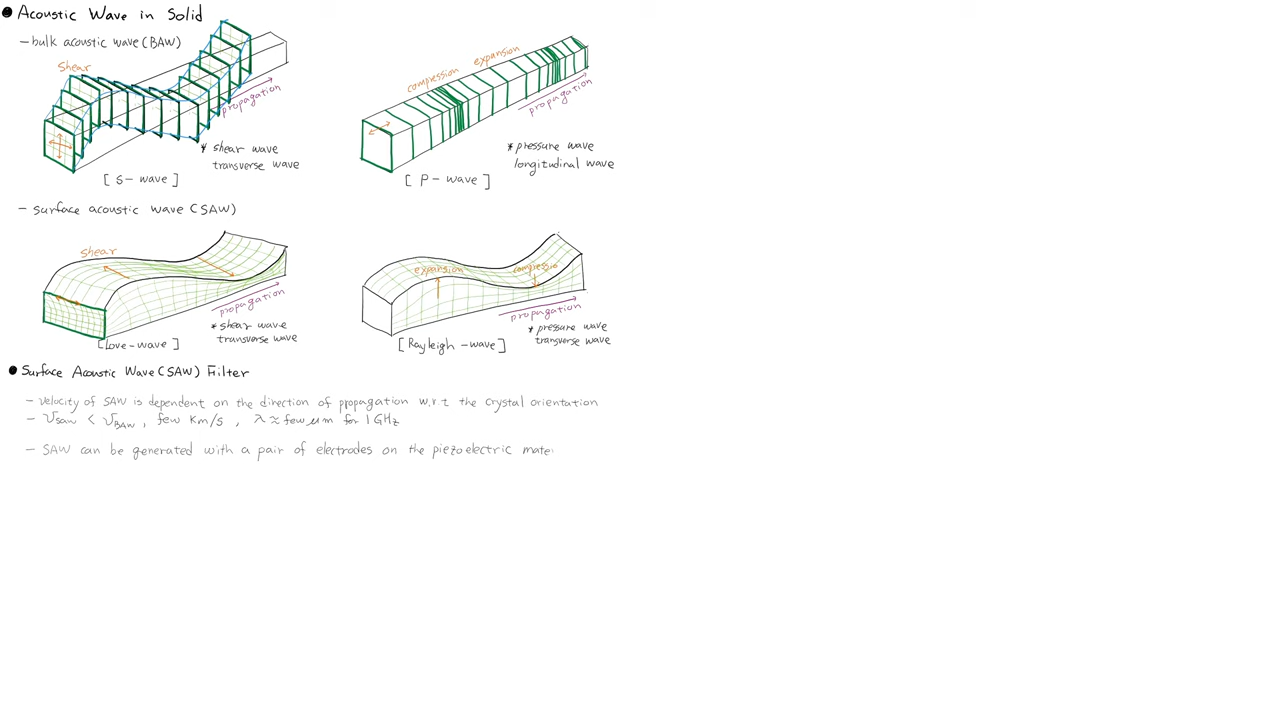 ● Acoustic Wave in Solid
- bulk acoustic wave (BAW)
shear
propagation
* shear wave
transverse wave
[ S - wave ]
compression
expansion
propagation
* pressure wave
longitudinal wave
[ P - wave ]
- surface acoustic wave (SAW)
shear
propagation
* shear wave
transverse wave
[Love-wave ]
expansion
compressio
propagation
* pressure wave
transverse wave
[ Rayleigh - wave ]
● Surface Acoustic Wave (SAW) Filter
- velocity of SAW is dependent on the direction of propagation w.r.t the crystal orientation
- VSAW < VBAW , few Km/s , λ ≈ few μm for 1 GHz
- SAW can be generated with a pair of electrodes on the piezoelectric mate